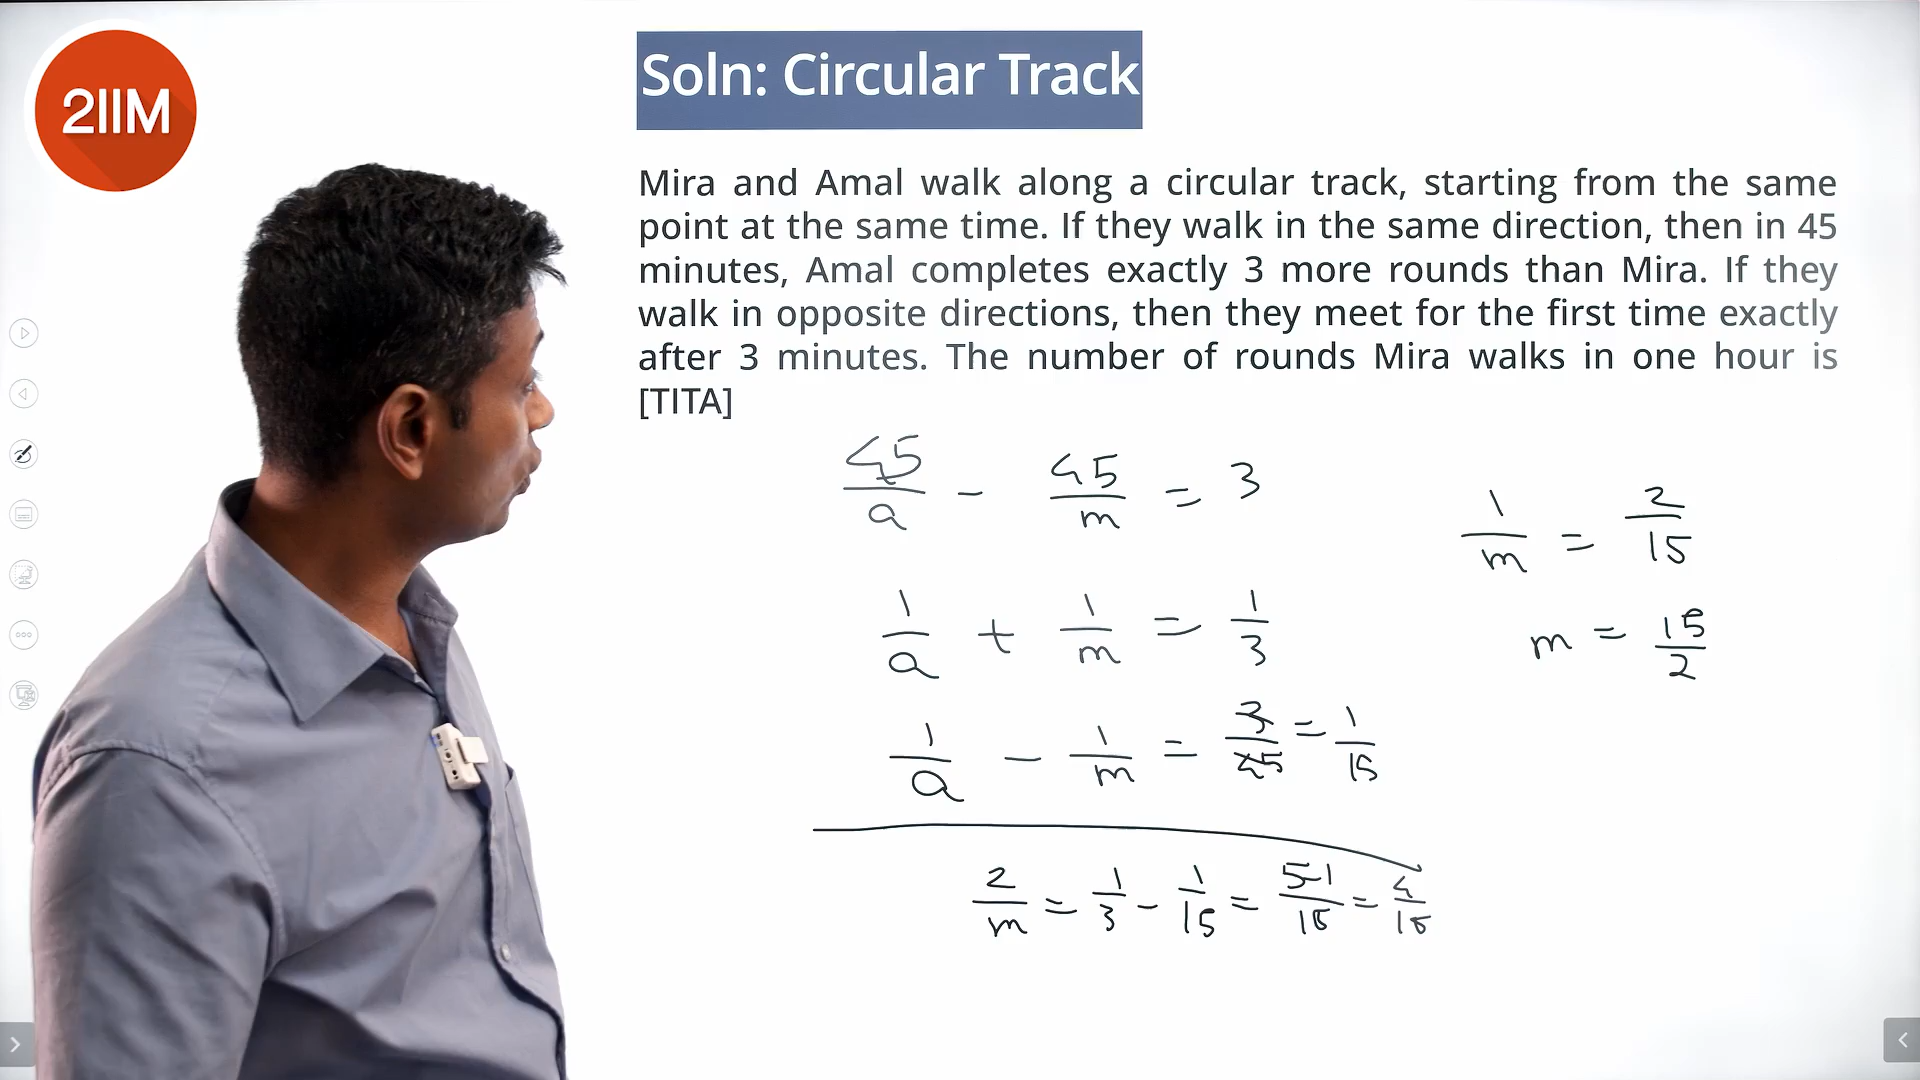 2IIM
Soln: Circular Track
Mira and Amal walk along a circular track, starting from the same
point at the same time. If they walk in the same direction, then in 45
minutes, Amal completes exactly 3 more rounds than Mira. If they
walk in opposite directions, then they meet for the first time exactly
after 3 minutes. The number of rounds Mira walks in one hour is
[TITA]
45/a - 45/m = 3
1/a + 1/m = 1/3
1/a - 1/m = 3/45 = 1/15
2/m = 1/3 - 1/15 = 5-1/15 = 4/15
1/m = 2/15
m = 15/2